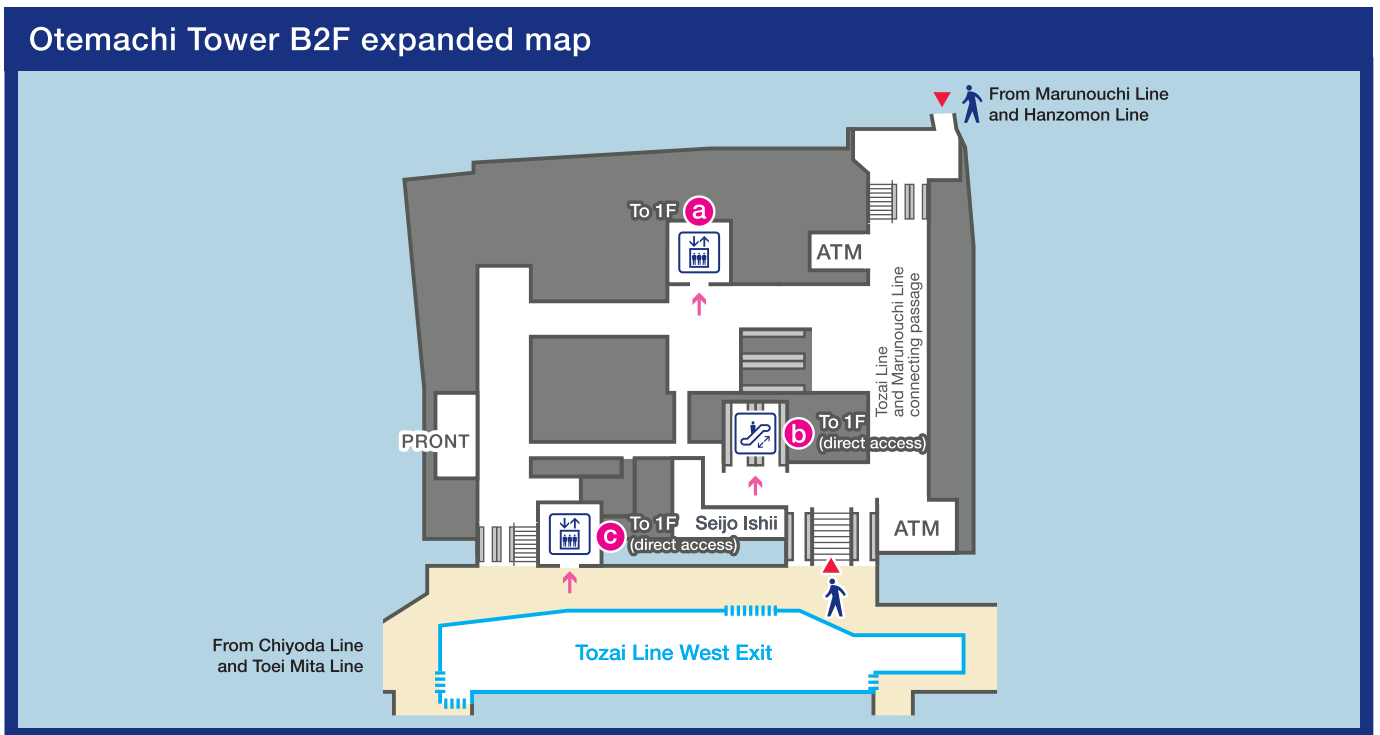 Otemachi Tower B2F expanded map
From Marunouchi Line
and Hanzomon Line
To 1F a
ATM
Tozai Line
and Marunouchi Line
connecting passage
b To 1F
(direct access)
PRONT
c To 1F
(direct access)
Seijo Ishii
ATM
From Chiyoda Line
and Toei Mita Line
Tozai Line West Exit